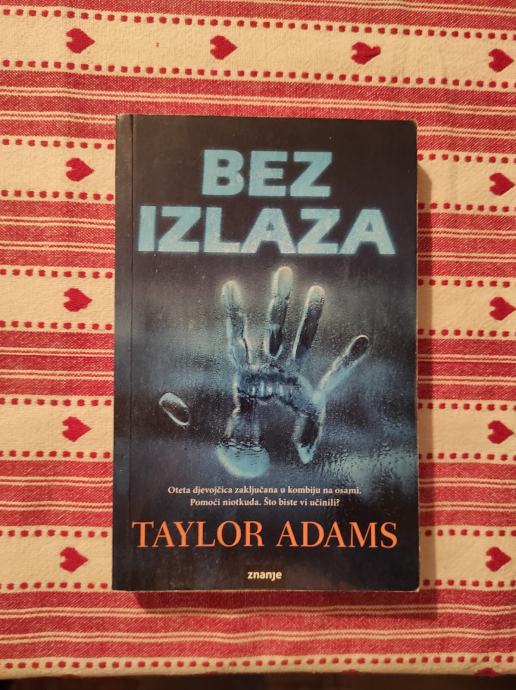 BEZ
IZLAZA
Oteta djevojčica zaključana u kombiju na osami.
Pomoći niotkuda. Što biste vi učinili?
TAYLOR ADAMS
znanje